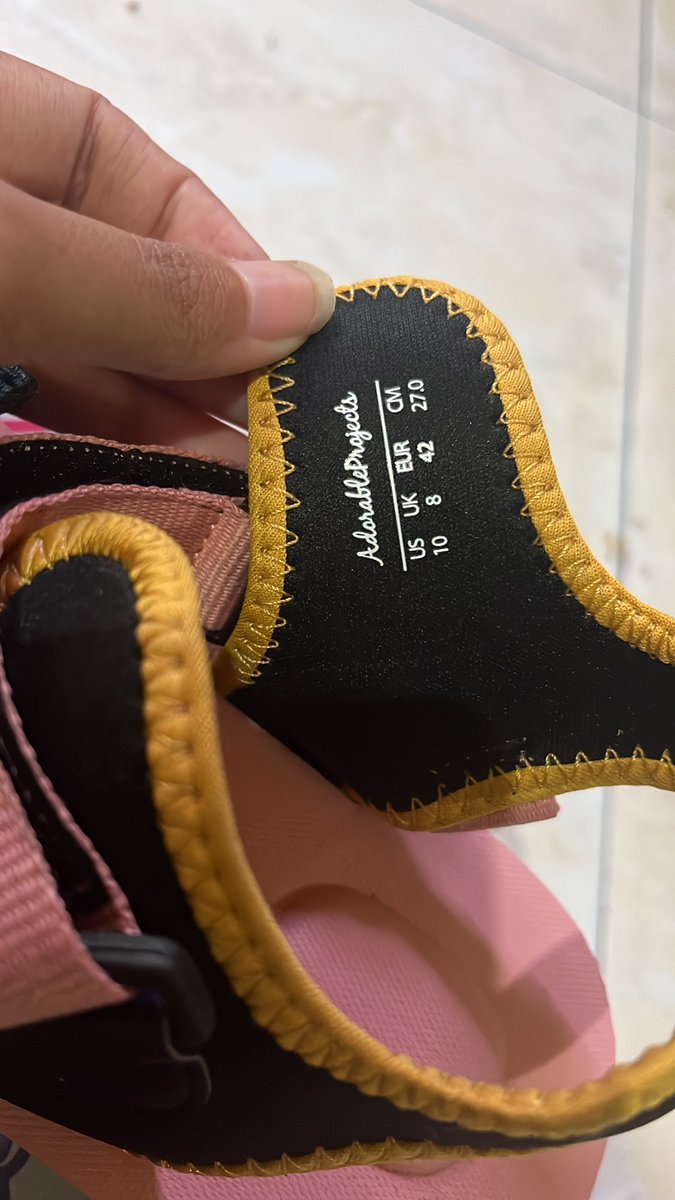 AdorableProjects
US UK EUR CM
10 8 42 27.0